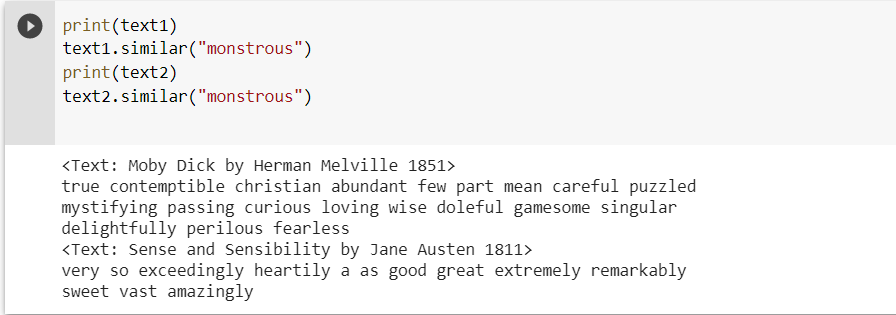 print(text1)
text1.similar("monstrous")
print(text2)
text2.similar("monstrous")
<Text: Moby Dick by Herman Melville 1851>
true contemptible christian abundant few part mean careful puzzled
mystifying passing curious loving wise doleful gamesome singular
delightfully perilous fearless
<Text: Sense and Sensibility by Jane Austen 1811>
very so exceedingly heartily a as good great extremely remarkably
sweet vast amazingly